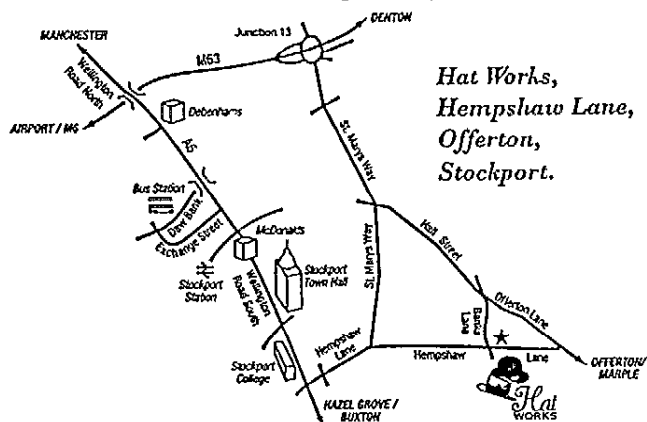 DENTON
Junction 13
MANCHESTER
M63
Wellington
Road North
Hat Works,
Hempshaw Lane,
Offerton,
Stockport.
Debenhams
AIRPORT / M6
A6
St. Marys Way
Bus Station
Daw Bank
Exchange Street
McDonalds
Hall Street
St. Marys Way
Stockport
Station
Wellington
Road South
Stockport
Town Hall
Offerton Lane
Banks
Lane
Hempshaw
Lane
Stockport
College
Hempshaw
Lane
OFFERTON/
MARPLE
HAZEL GROVE /
BUXTON
Hat
WORKS